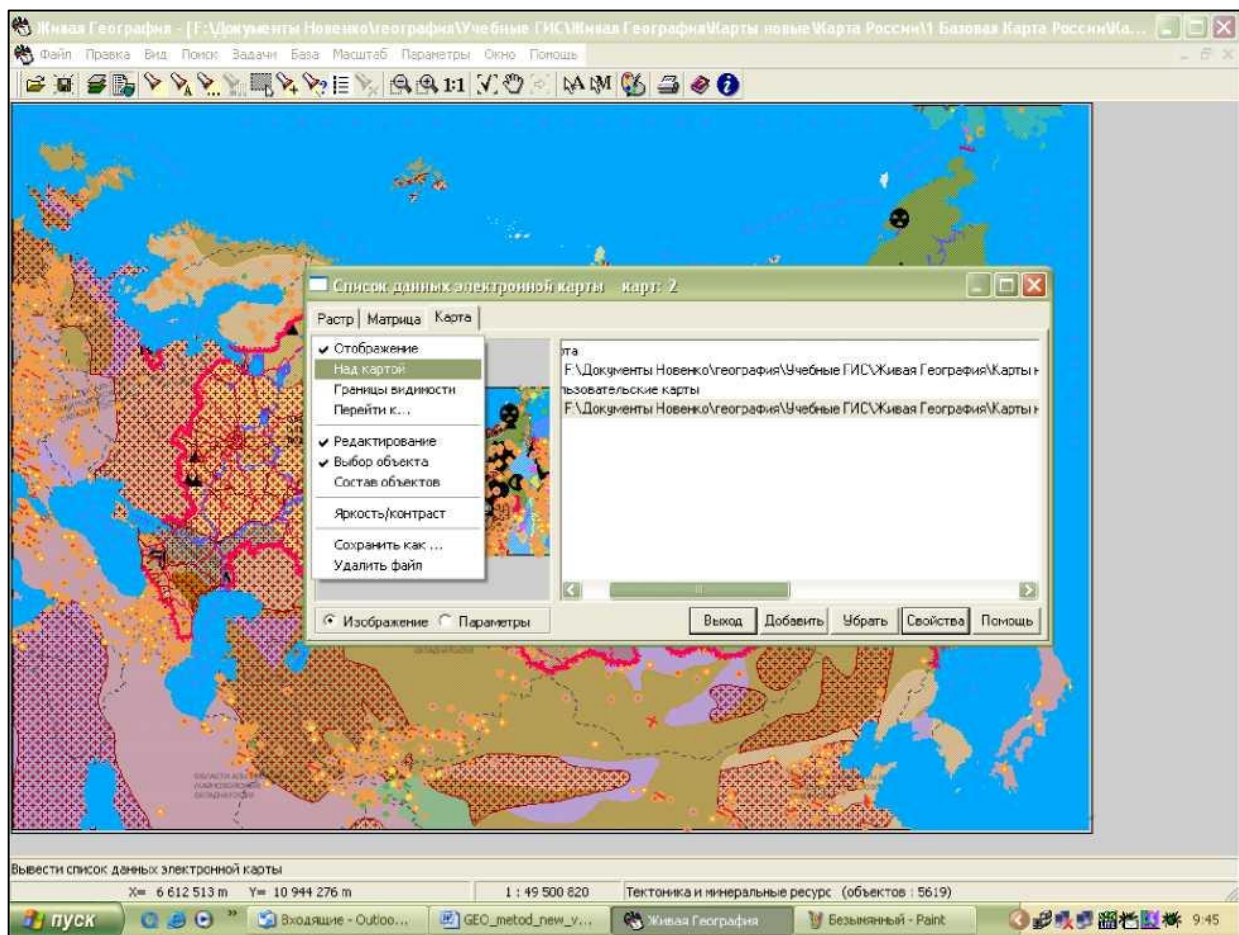 Живая География - [F:\Документы Новенко\география\Учебные ГИС\Живая География\Карты новые\Карта России\1 Базовая Карта России\Ка...
Файл Правка Вид Поиск Задачи База Масштаб Параметры Окно Помощь
1:1
Список данных электронной карты карт: 2
Растр Матрица Карта
Отображение
Над картой
Границы видимости
Перейти к...
Редактирование
Выбор объекта
Состав объектов
Яркость/контраст
Сохранить как ...
Удалить файл
рта
F:\Документы Новенко\география\Учебные ГИС\Живая География\Карты н
льзовательские карты
F:\Документы Новенко\география\Учебные ГИС\Живая География\Карты н
Изображение Параметры
Выход Добавить Убрать Свойства Помощь
Вывести список данных электронной карты
X= 6 612 513 m Y= 10 944 276 m 1 : 49 500 820 Тектоника и минеральные ресурс (объектов : 5619)
пуск Входящие - Outloo... GEO_metod_new_v... Живая География Безымянный - Paint 9:45